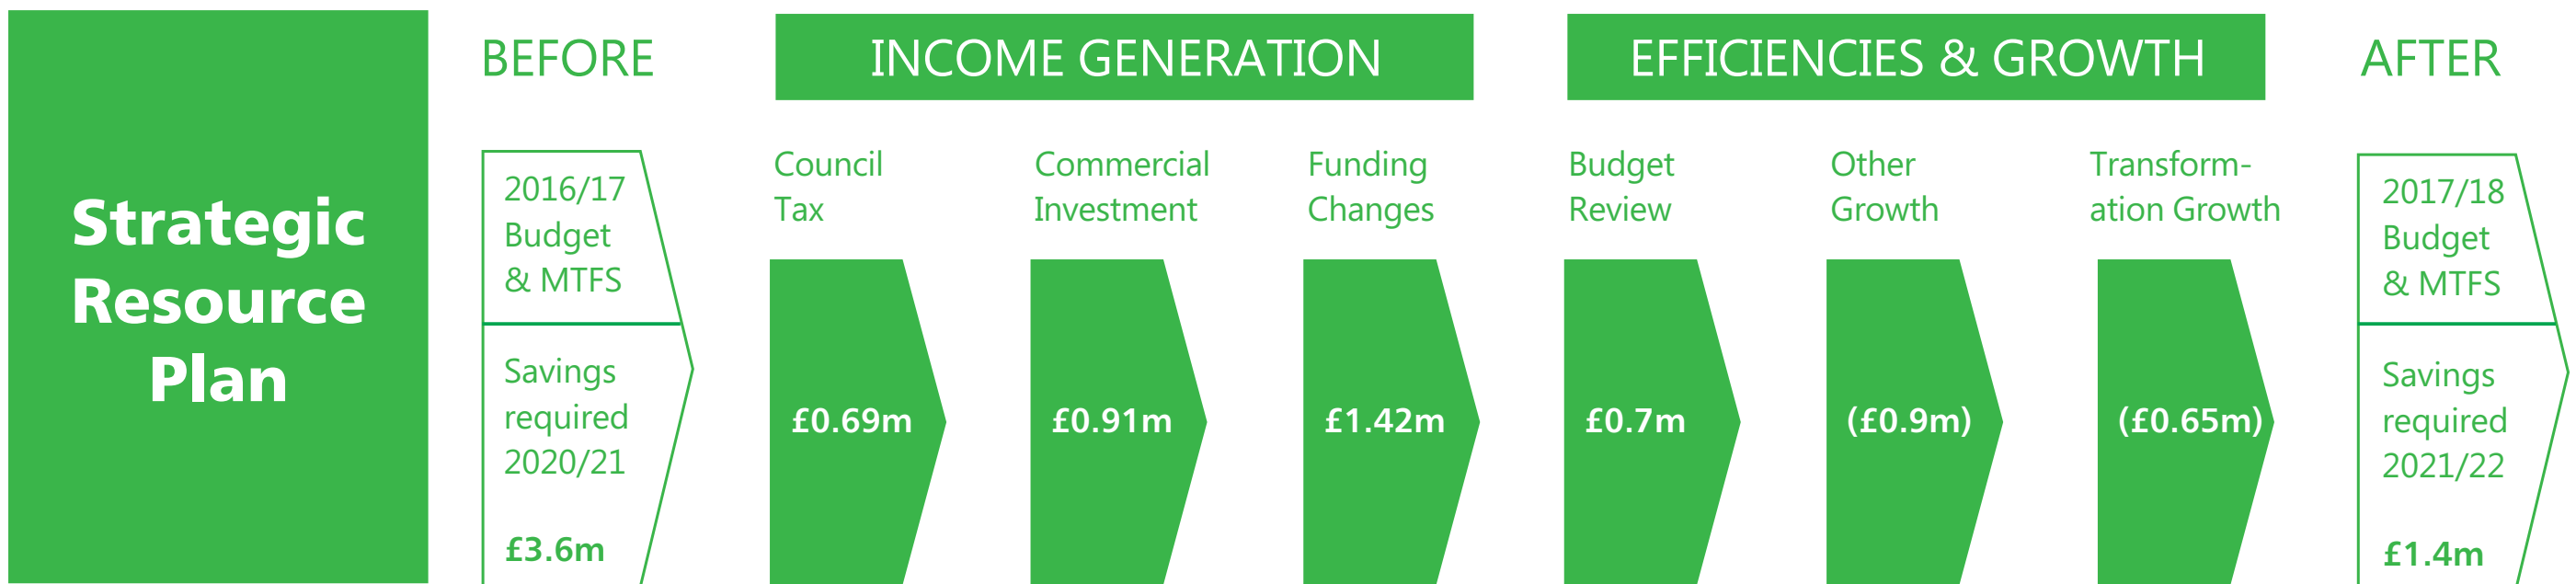 Strategic
Resource
Plan
BEFORE
2016/17
Budget
& MTFS
Savings
required
2020/21
£3.6m
INCOME GENERATION
Council
Tax
£0.69m
Commercial
Investment
£0.91m
Funding
Changes
£1.42m
EFFICIENCIES & GROWTH
Budget
Review
£0.7m
Other
Growth
(£0.9m)
Transform-
ation Growth
(£0.65m)
AFTER
2017/18
Budget
& MTFS
Savings
required
2021/22
£1.4m